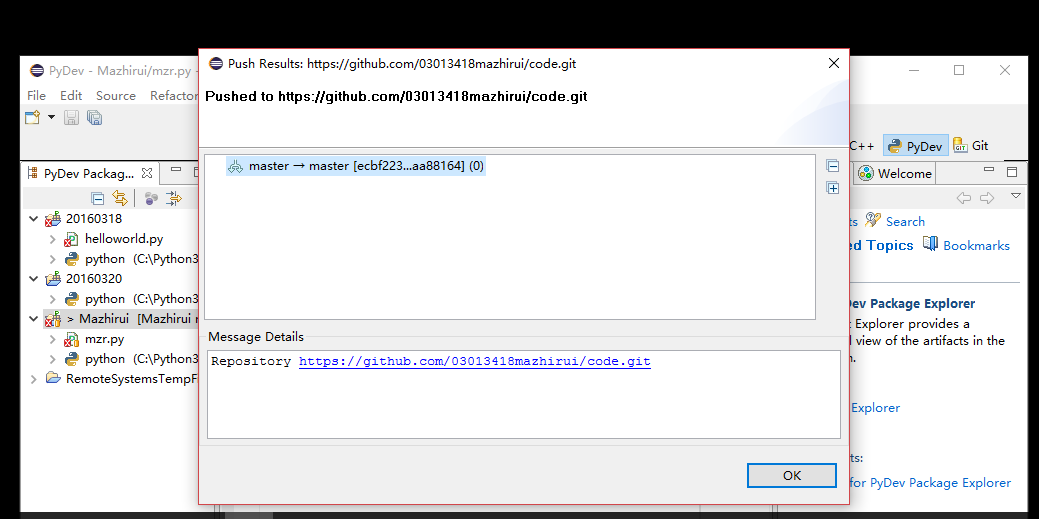 PyDev - Mazhirui/mzr.py -
File Edit Source Refactor
Push Results: https://github.com/03013418mazhirui/code.git
Pushed to https://github.com/03013418mazhirui/code.git
master → master [ecbf223...aa88164] (0)
Message Details
Repository https://github.com/03013418mazhirui/code.git
OK
PyDev Packag...
20160318
helloworld.py
python (C:\Python3
20160320
python (C:\Python3
> Mazhirui [Mazhirui
mzr.py
python (C:\Python3
RemoteSystemsTempF
C++ PyDev Git
Welcome
ts Search
ed Topics Bookmarks
Dev Package Explorer
t Explorer provides a
l view of the artifacts in the
n.
Explorer
ts:
for PyDev Package Explorer